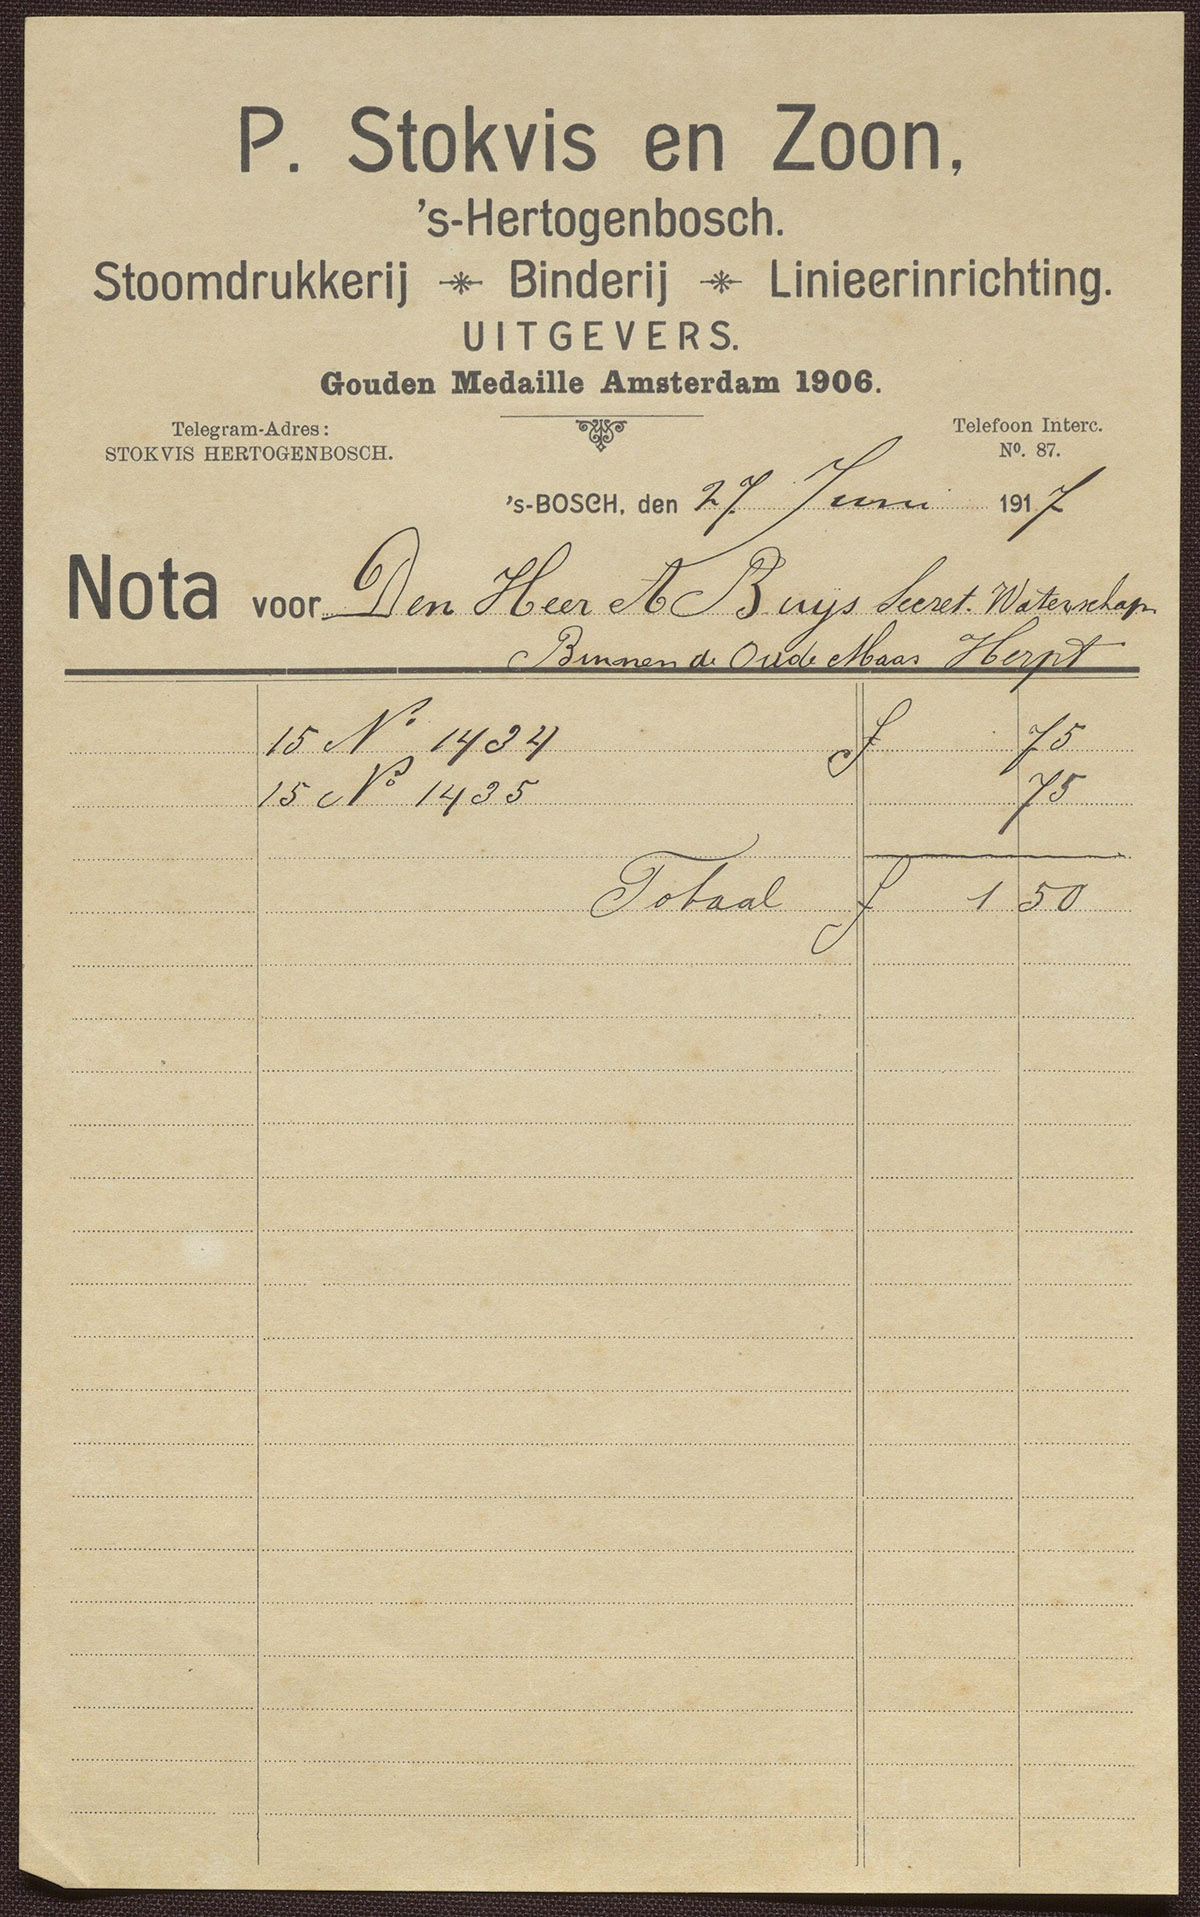 P. Stokvis en Zoon,
's-Hertogenbosch.
Stoomdrukkerij Binderij Linieerinrichting.
UITGEVERS.
Gouden Medaille Amsterdam 1906.
Telegram-Adres: Telefoon Interc.
STOKVIS HERTOGENBOSCH. Nº. 87.
's-BOSCH, den 27 Juni 1917
Nota voor Den Heer A Buijs Secret. Waterschap
Binnen de Oude Maas Herpt
15 Nº 1434 ƒ 75
15 Nº 1435 75
Totaal ƒ 1 50